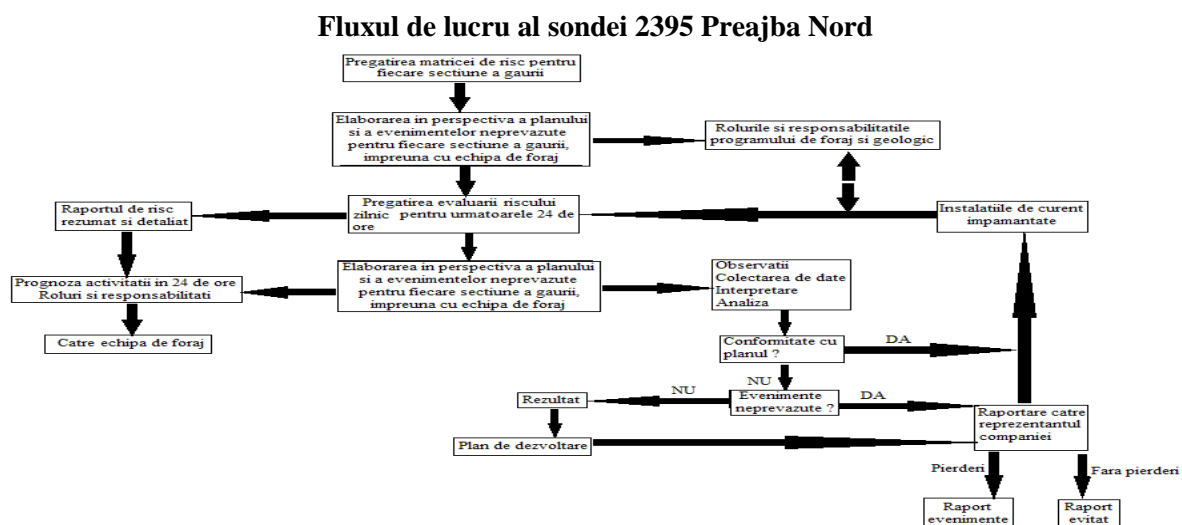 Fluxul de lucru al sondei 2395 Preajba Nord
Pregatirea matricei de risc pentru
fiecare sectiune a gaurii
Elaborarea in perspectiva a planului
si a evenimentelor neprevazute
pentru fiecare sectiune a gaurii,
impreuna cu echipa de foraj
Rolurile si responsabilitatile
programului de foraj si geologic
Raportul de risc
rezumat si detaliat
Pregatirea evaluarii riscului
zilnic pentru urmatoarele 24 de
ore
Instalatiile de curent
impamantate
Prognoza activitatii in 24 de ore
Roluri si responsabilitati
Elaborarea in perspectiva a planului
si a evenimentelor neprevazute
pentru fiecare sectiune a gaurii,
impreuna cu echipa de foraj
Observatii
Colectarea de date
Interpretare
Analiza
Catre echipa de foraj
Conformitate cu
planul ?
DA
NU
Rezultat
NU
Evenimente
neprevazute ?
DA
Raportare catre
reprezentantul
companiei
Plan de dezvoltare
Pierderi
Fara pierderi
Raport
evenimente
Raport
evitat